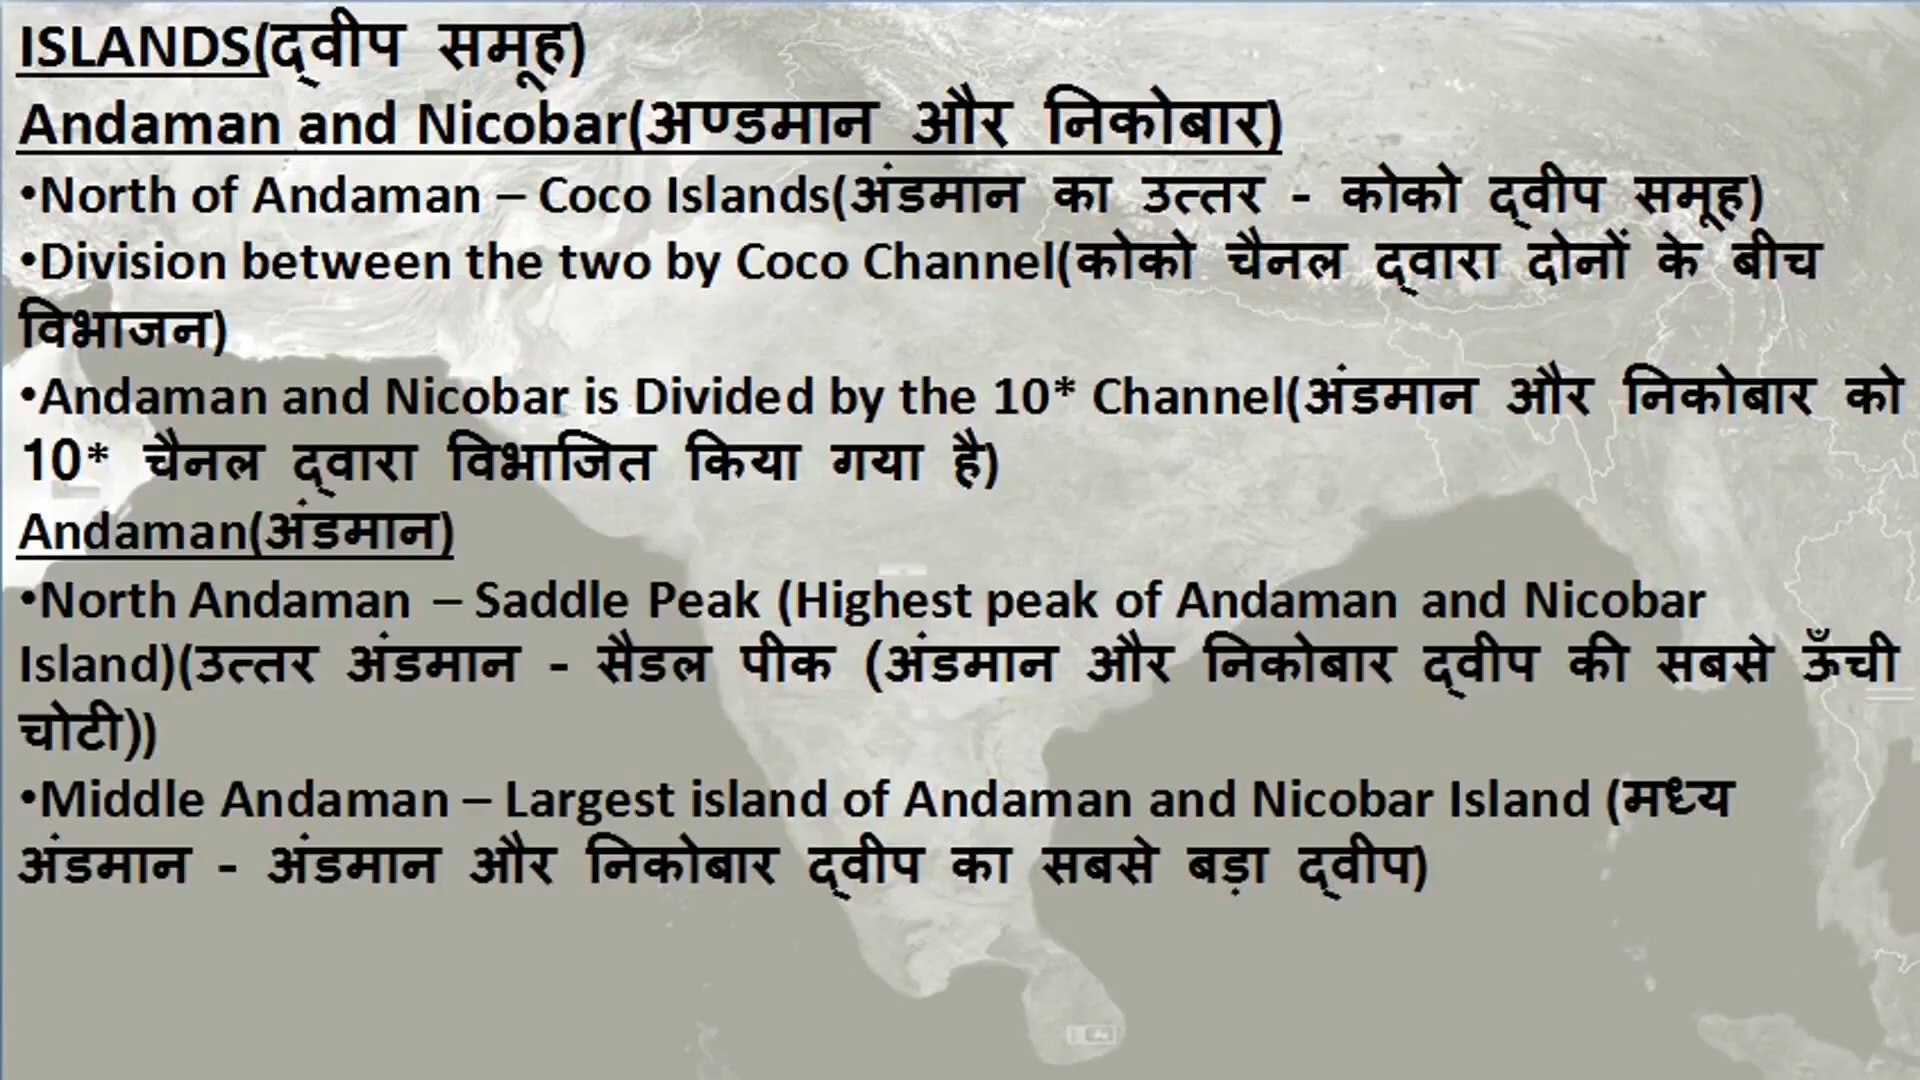 ISLANDS(द्वीप समूह)
Andaman and Nicobar(अण्डमान और निकोबार)
•North of Andaman – Coco Islands(अंडमान का उत्तर - कोको द्वीप समूह)
•Division between the two by Coco Channel(कोको चैनल द्वारा दोनों के बीच
विभाजन)
•Andaman and Nicobar is Divided by the 10* Channel(अंडमान और निकोबार को
10* चैनल द्वारा विभाजित किया गया है)
Andaman(अंडमान)
•North Andaman – Saddle Peak (Highest peak of Andaman and Nicobar
Island)(उत्तर अंडमान - सैडल पीक (अंडमान और निकोबार द्वीप की सबसे ऊँची
चोटी))
•Middle Andaman – Largest island of Andaman and Nicobar Island (मध्य
अंडमान - अंडमान और निकोबार द्वीप का सबसे बड़ा द्वीप)